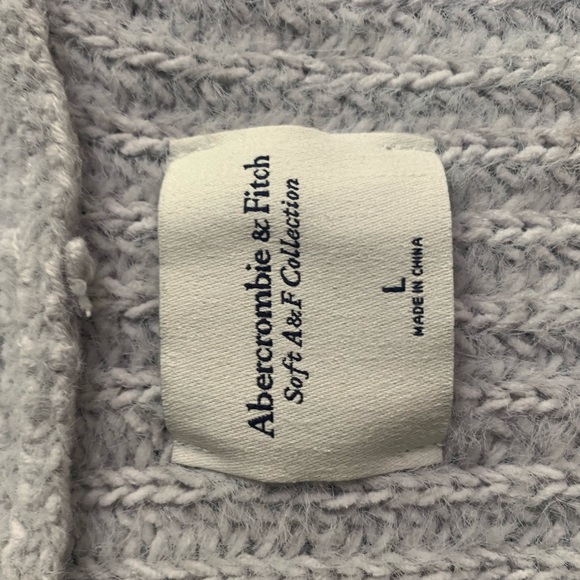 Abercrombie & Fitch
Soft A&F Collection
L
MADE IN CHINA